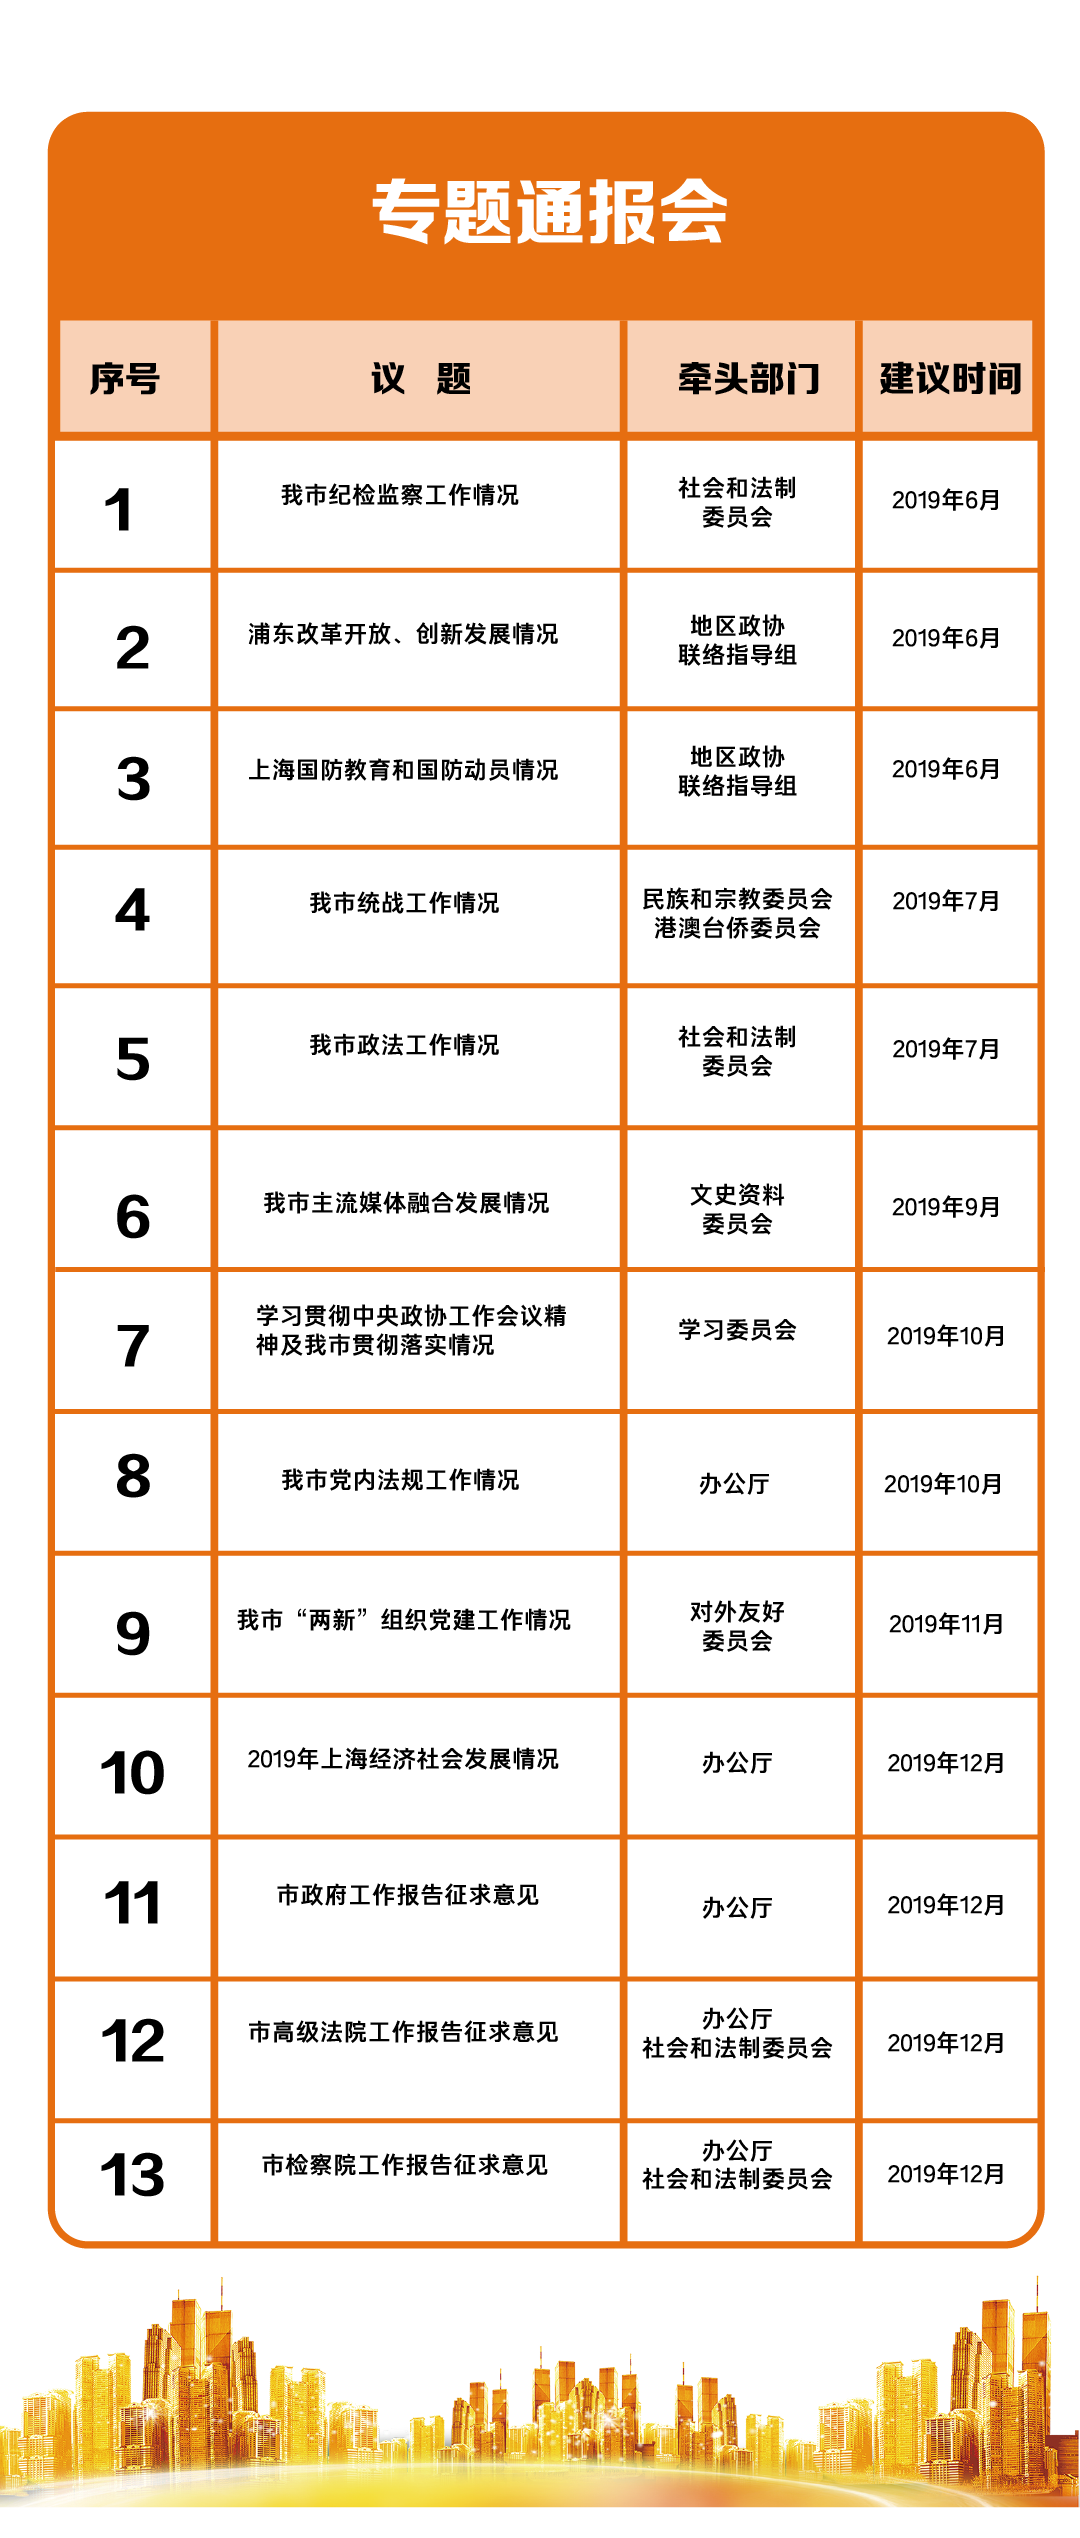 专题通报会
序号 议 题 牵头部门 建议时间
1 我市纪检监察工作情况 社会和法制
委员会 2019年6月
2 浦东改革开放、创新发展情况 地区政协
联络指导组 2019年6月
3 上海国防教育和国防动员情况 地区政协
联络指导组 2019年6月
4 我市统战工作情况 民族和宗教委员会
港澳台侨委员会 2019年7月
5 我市政法工作情况 社会和法制
委员会 2019年7月
6 我市主流媒体融合发展情况 文史资料
委员会 2019年9月
7 学习贯彻中央政协工作会议精
神及我市贯彻落实情况 学习委员会 2019年10月
8 我市党内法规工作情况 办公厅 2019年10月
9 我市“两新”组织党建工作情况 对外友好
委员会 2019年11月
10 2019年上海经济社会发展情况 办公厅 2019年12月
11 市政府工作报告征求意见 办公厅 2019年12月
12 市高级法院工作报告征求意见 办公厅
社会和法制委员会 2019年12月
13 市检察院工作报告征求意见 办公厅
社会和法制委员会 2019年12月